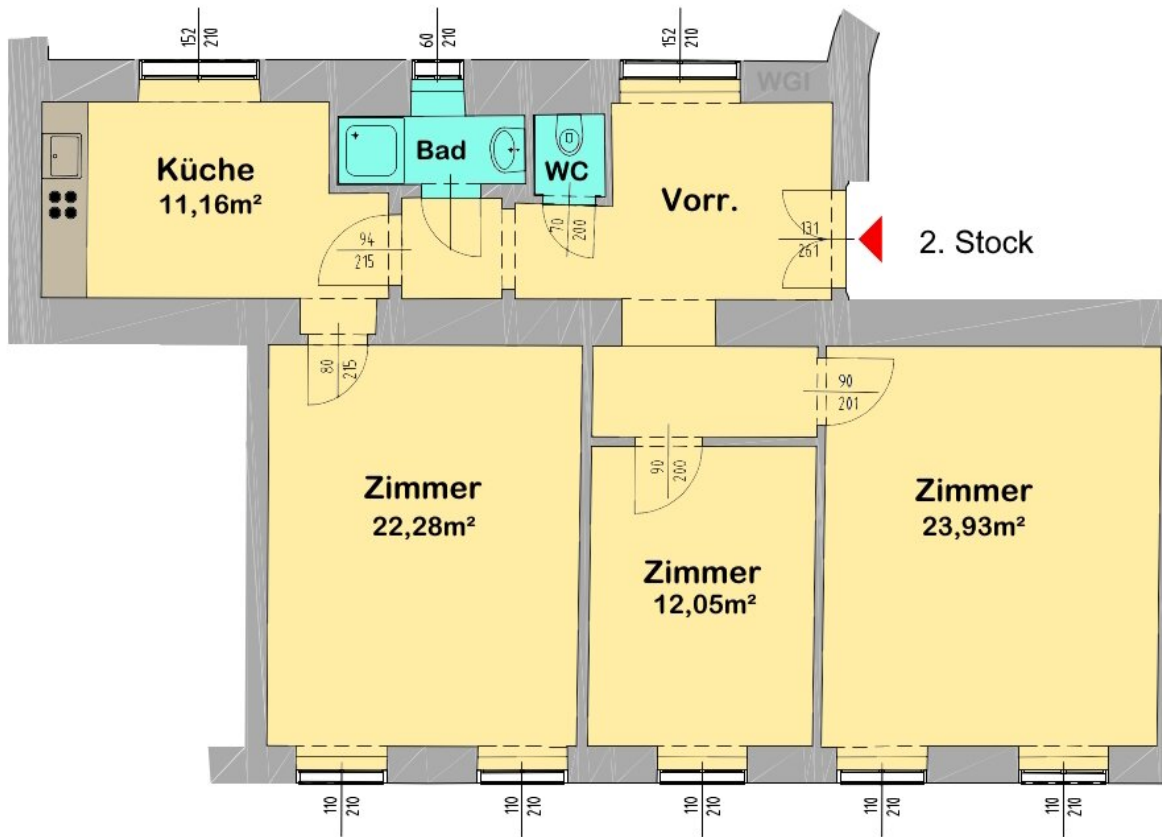 152
210
60
210
152
210
WGI
Küche
11,16m²
Bad
WC
Vorr.
94
215
70
200
131
261
2. Stock
80
215
90
201
90
200
Zimmer
22,28m²
Zimmer
12,05m²
Zimmer
23,93m²
110
210
110
210
110
210
110
210
110
210